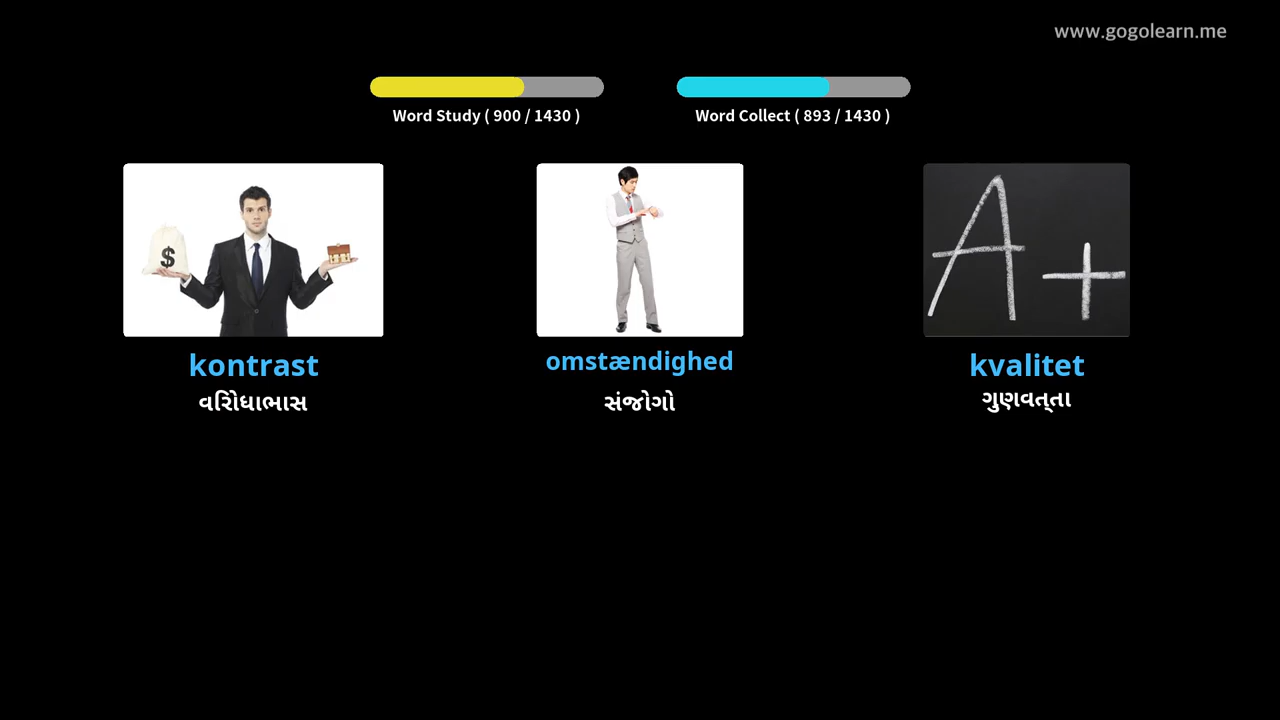 www.gogolearn.me
Word Study ( 900 / 1430 )
Word Collect ( 893 / 1430 )
$
A+
kontrast
omstændighed
kvalitet
વિરોધાભાસ
સંજોગો
ગુણવત્તા